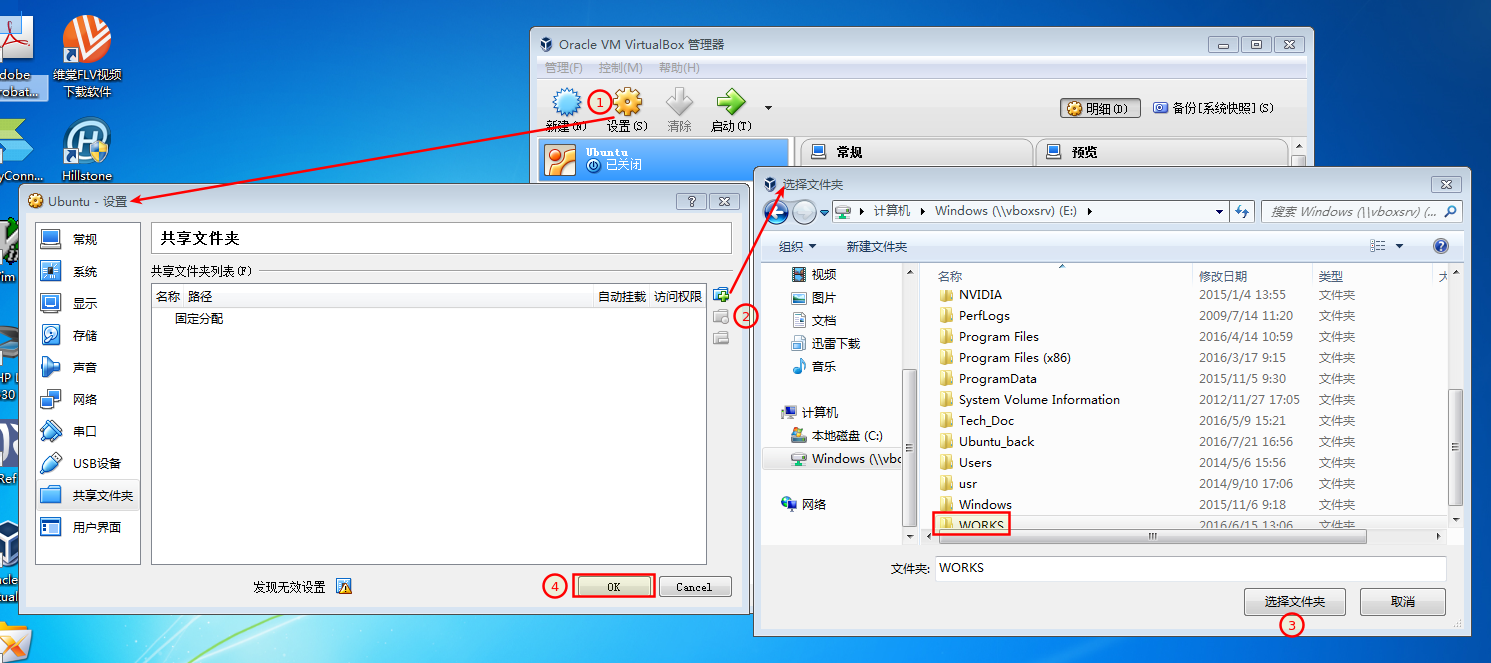 dobe
robat...
维棠FLV视频
下载软件
yConn...
Hillstone
im
HP
30
Ref
acle
tual
Oracle VM VirtualBox 管理器
管理(F) 控制(M) 帮助(H)
1
新建(N) 设置(S) 清除 启动(T)
明细(D) 备份[系统快照](S)
Ubuntu
已关闭
常规 预览
Ubuntu - 设置
?
常规
系统
显示
存储
声音
网络
串口
USB设备
共享文件夹
用户界面
共享文件夹
共享文件夹列表(F)
名称 路径 自动挂载 访问权限
固定分配
2
发现无效设置
4
OK
Cancel
选择文件夹
计算机 Windows (\\vboxsrv) (E:)
搜索 Windows (\\vboxsrv) (...
组织 新建文件夹
?
视频
图片
文档
迅雷下载
音乐
计算机
本地磁盘 (C:)
Windows (\\vbo
网络
名称 修改日期 类型 大
NVIDIA 2015/1/4 13:55 文件夹
PerfLogs 2009/7/14 11:20 文件夹
Program Files 2016/4/14 10:59 文件夹
Program Files (x86) 2016/3/17 9:15 文件夹
ProgramData 2015/11/5 9:30 文件夹
System Volume Information 2012/11/27 17:05 文件夹
Tech_Doc 2016/5/9 15:21 文件夹
Ubuntu_back 2016/7/21 16:56 文件夹
Users 2014/5/6 15:56 文件夹
usr 2014/9/10 17:06 文件夹
Windows 2015/11/6 9:18 文件夹
WORKS 2016/6/15 13:06 文件夹
文件夹: WORKS
选择文件夹 取消
3